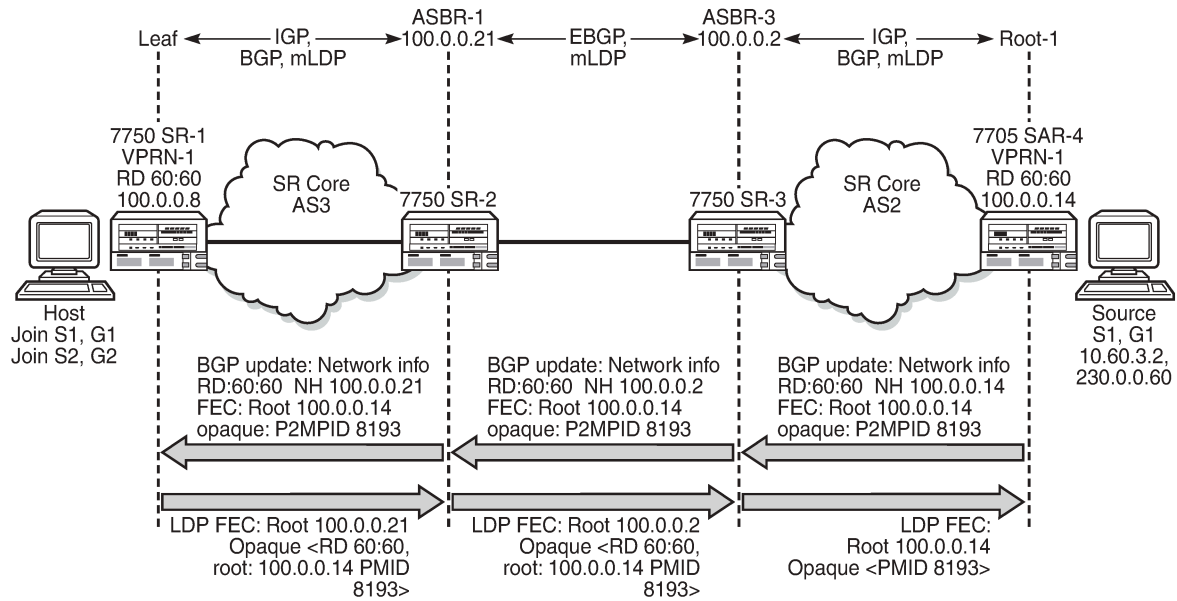 Leaf
IGP,
BGP, mLDP
ASBR-1
100.0.0.21
EBGP,
mLDP
ASBR-3
100.0.0.2
IGP,
BGP, mLDP
Root-1
7750 SR-1
VPRN-1
RD 60:60
100.0.0.8
SR Core
AS3
7750 SR-2
7750 SR-3
SR Core
AS2
7705 SAR-4
VPRN-1
RD 60:60
100.0.0.14
Host
Join S1, G1
Join S2, G2
Source
S1, G1
10.60.3.2,
230.0.0.60
BGP update: Network info
RD:60:60 NH 100.0.0.21
FEC: Root 100.0.0.14
opaque: P2MPID 8193
BGP update: Network info
RD:60:60 NH 100.0.0.2
FEC: Root 100.0.0.14
opaque: P2MPID 8193
BGP update: Network info
RD:60:60 NH 100.0.0.14
FEC: Root 100.0.0.14
opaque: P2MPID 8193
LDP FEC: Root 100.0.0.21
Opaque <RD 60:60,
root: 100.0.0.14 PMID
8193>
LDP FEC: Root 100.0.0.2
Opaque <RD 60:60,
root: 100.0.0.14 PMID
8193>
LDP FEC:
Root 100.0.0.14
Opaque <PMID 8193>